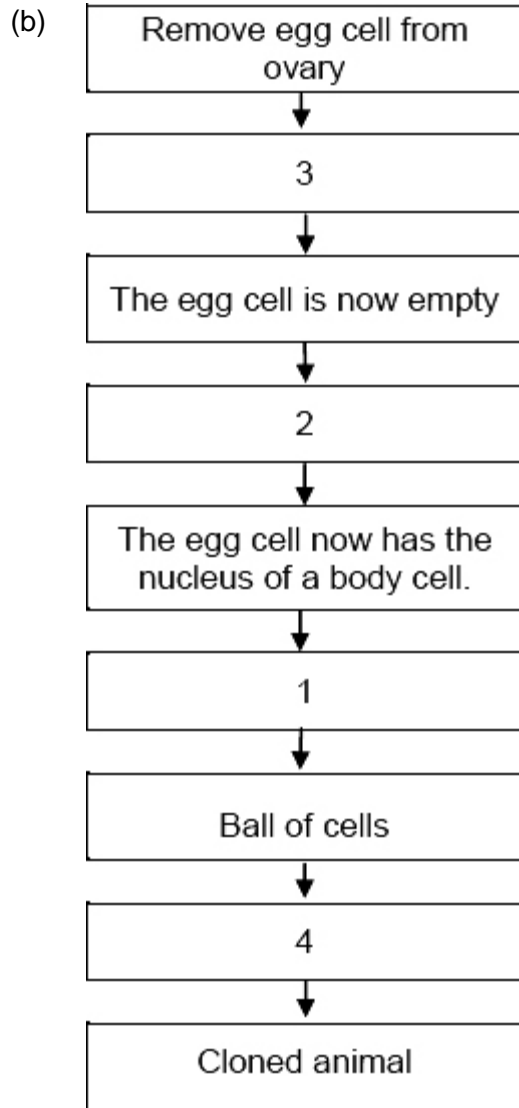 (b)
Remove egg cell from
ovary
3
The egg cell is now empty
2
The egg cell now has the
nucleus of a body cell.
1
Ball of cells
4
Cloned animal